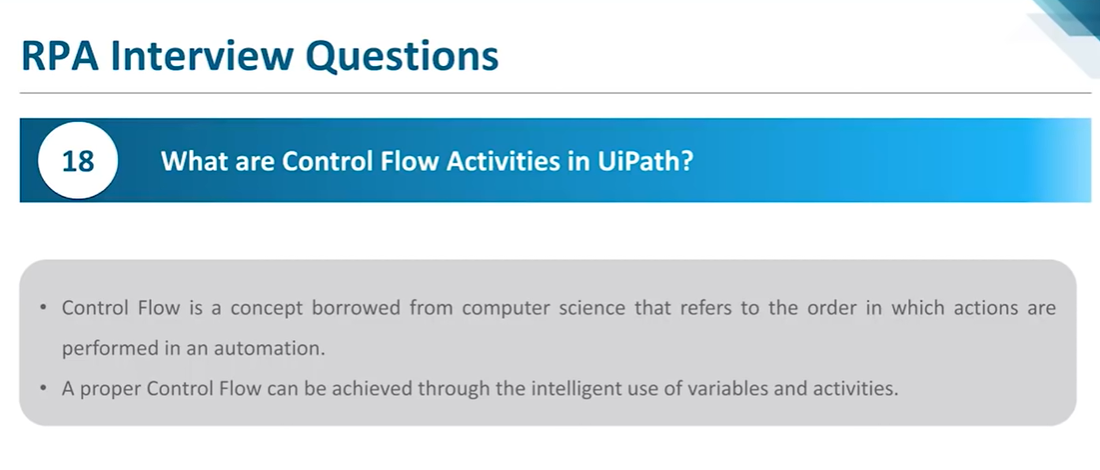 RPA Interview Questions
18
What are Control Flow Activities in UiPath?
• Control Flow is a concept borrowed from computer science that refers to the order in which actions are
performed in an automation.
• A proper Control Flow can be achieved through the intelligent use of variables and activities.